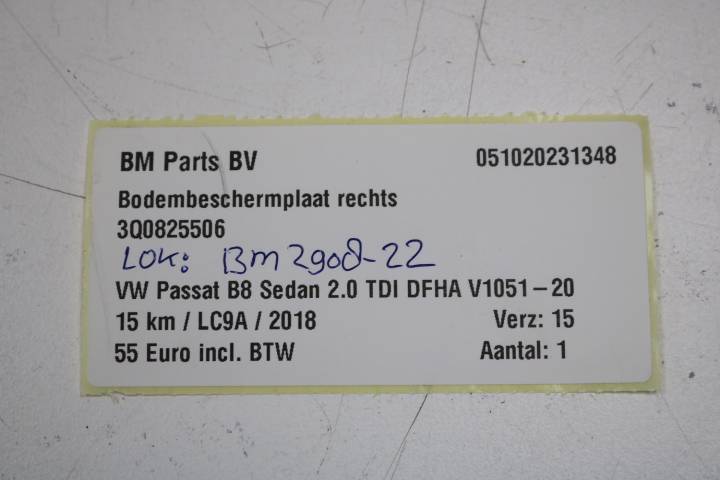 BM Parts BV 051020231348
Bodembeschermplaat rechts
3Q0825506
LOK: BM2god-22
VW Passat B8 Sedan 2.0 TDI DFHA V1051-20
15 km / LC9A / 2018 Verz: 15
55 Euro incl. BTW Aantal: 1